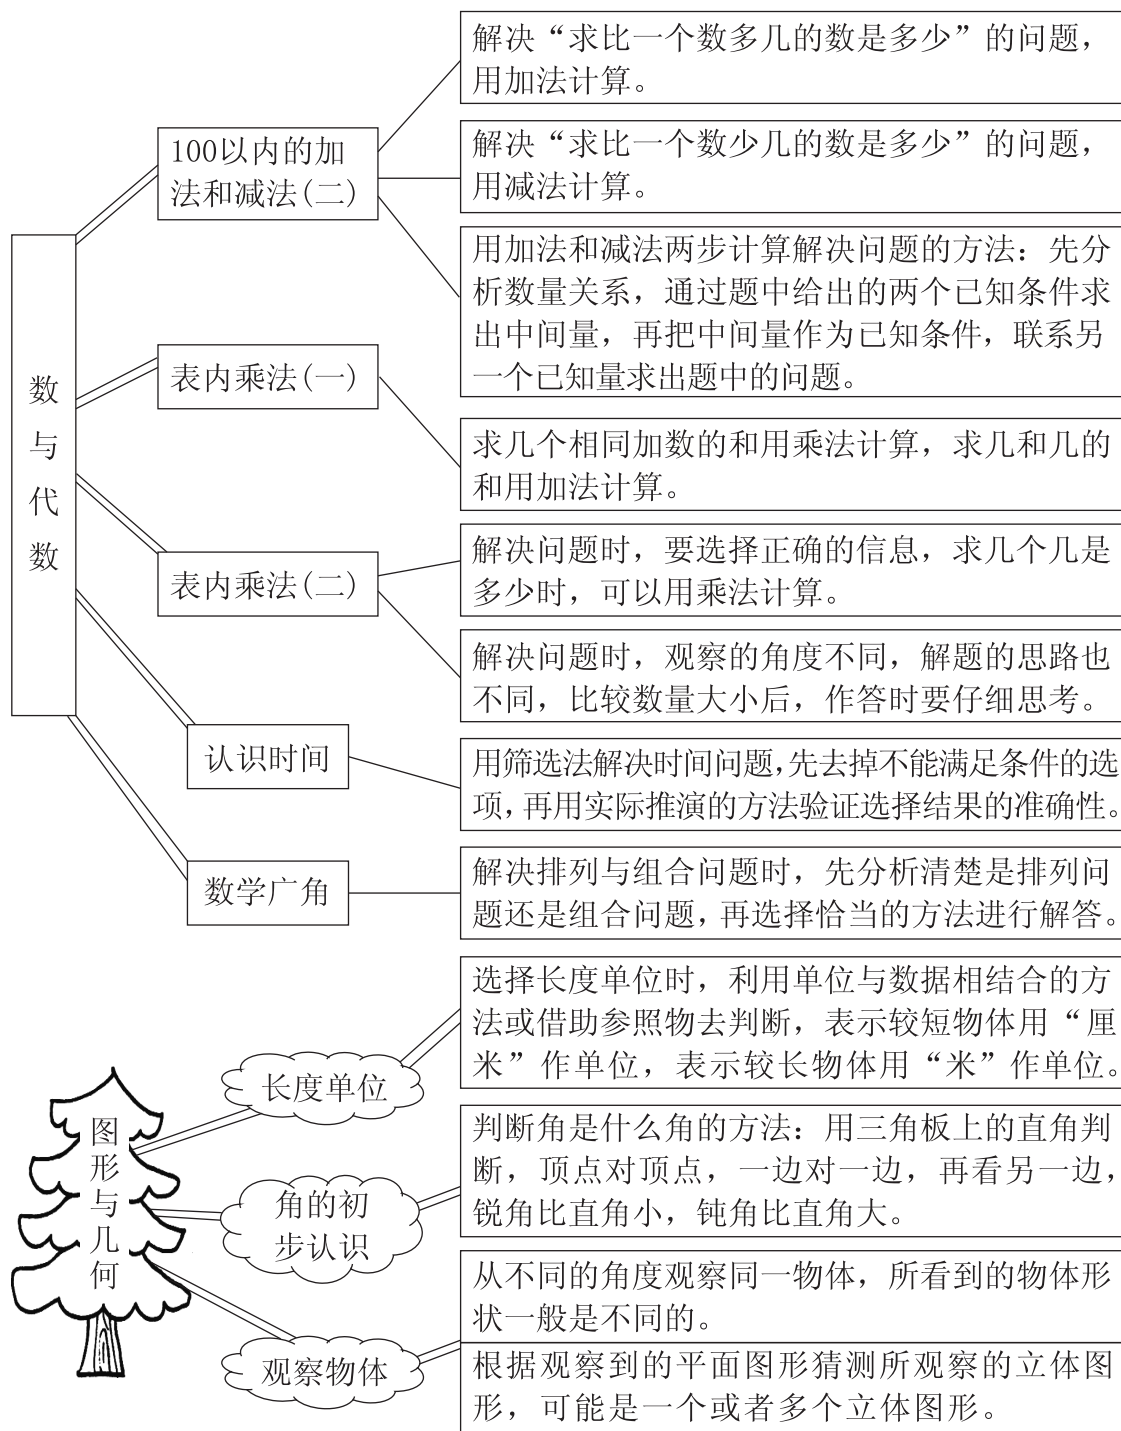 数与代数
100以内的加
法和减法(二)
解决“求比一个数多几的数是多少”的问题，
用加法计算。
解决“求比一个数少几的数是多少”的问题，
用减法计算。
用加法和减法两步计算解决问题的方法：先分
析数量关系，通过题中给出的两个已知条件求
出中间量，再把中间量作为已知条件，联系另
一个已知量求出题中的问题。
表内乘法(一)
求几个相同加数的和用乘法计算，求几和几的
和用加法计算。
表内乘法(二)
解决问题时，要选择正确的信息，求几个几是
多少时，可以用乘法计算。
解决问题时，观察的角度不同，解题的思路也
不同，比较数量大小后，作答时要仔细思考。
认识时间
用筛选法解决时间问题，先去掉不能满足条件的选
项，再用实际推演的方法验证选择结果的准确性。
数学广角
解决排列与组合问题时，先分析清楚是排列问
题还是组合问题，再选择恰当的方法进行解答。
图形与几何
长度单位
选择长度单位时，利用单位与数据相结合的方
法或借助参照物去判断，表示较短物体用“厘
米”作单位，表示较长物体用“米”作单位。
角的初
步认识
判断角是什么角的方法：用三角板上的直角判
断，顶点对顶点，一边对一边，再看另一边，
锐角比直角小，钝角比直角大。
观察物体
从不同的角度观察同一物体，所看到的物体形
状一般是不同的。
根据观察到的平面图形猜测所观察的立体图
形，可能是一个或者多个立体图形。